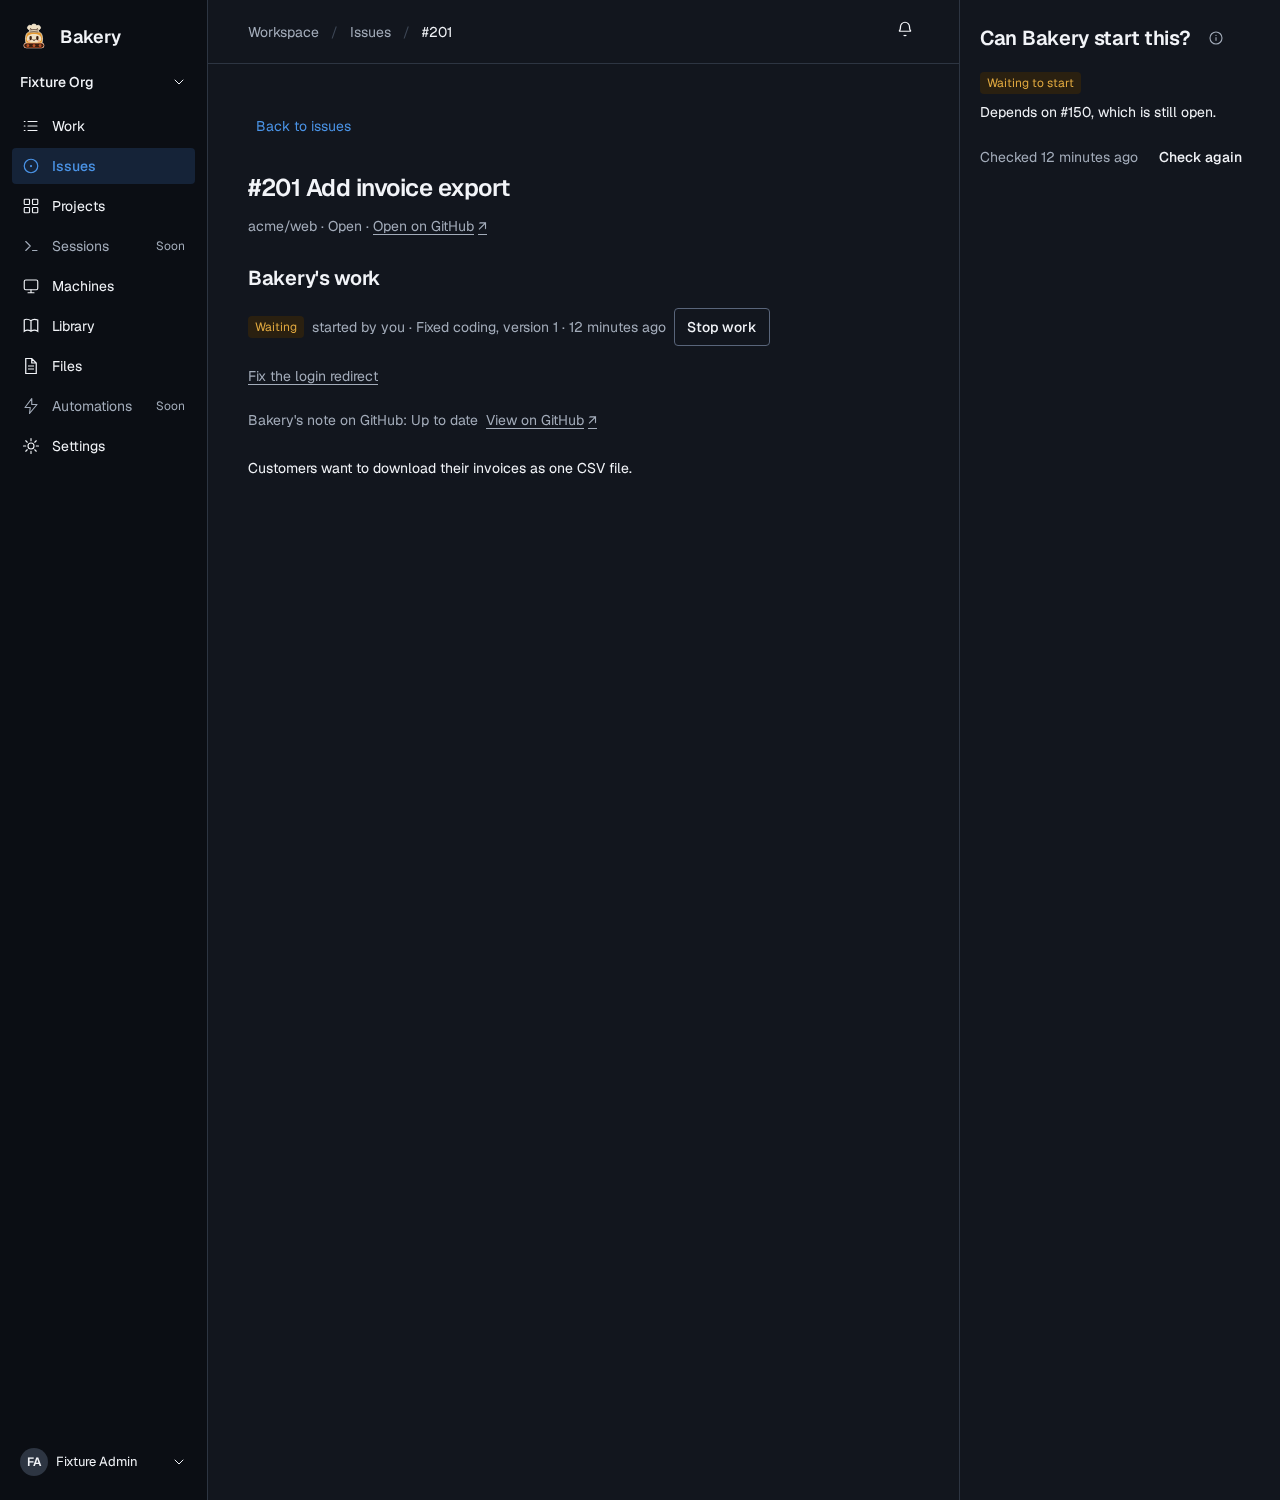 Bakery
Fixture Org
Work
Issues
Projects
Sessions Soon
Machines
Library
Files
Automations Soon
Settings
FA Fixture Admin
Workspace / Issues / #201
Back to issues
#201 Add invoice export
acme/web · Open · Open on GitHub ↗
Bakery's work
Waiting started by you · Fixed coding, version 1 · 12 minutes ago Stop work
Fix the login redirect
Bakery's note on GitHub: Up to date View on GitHub ↗
Customers want to download their invoices as one CSV file.
Can Bakery start this?
Waiting to start
Depends on #150, which is still open.
Checked 12 minutes ago Check again